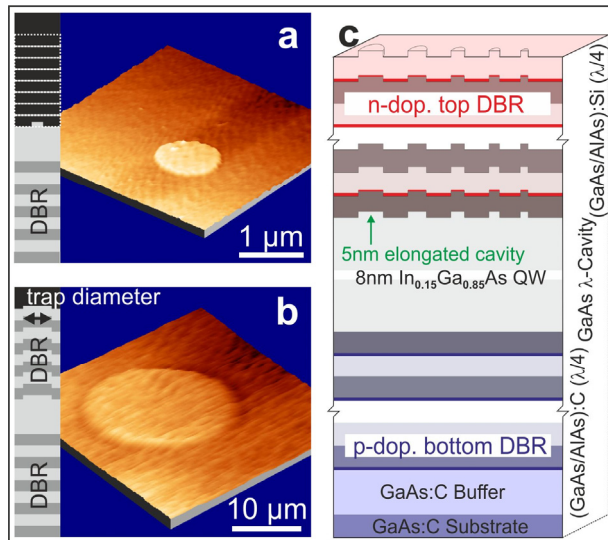 a
DBR
1 µm
trap diameter
b
DBR
DBR
10 µm
c
n-dop. top DBR
(GaAs/AlAs):Si (λ/4)
5nm elongated cavity
8nm In0.15Ga0.85As QW
GaAs λ-Cavity
p-dop. bottom DBR
(GaAs/AlAs):C (λ/4)
GaAs:C Buffer
GaAs:C Substrate